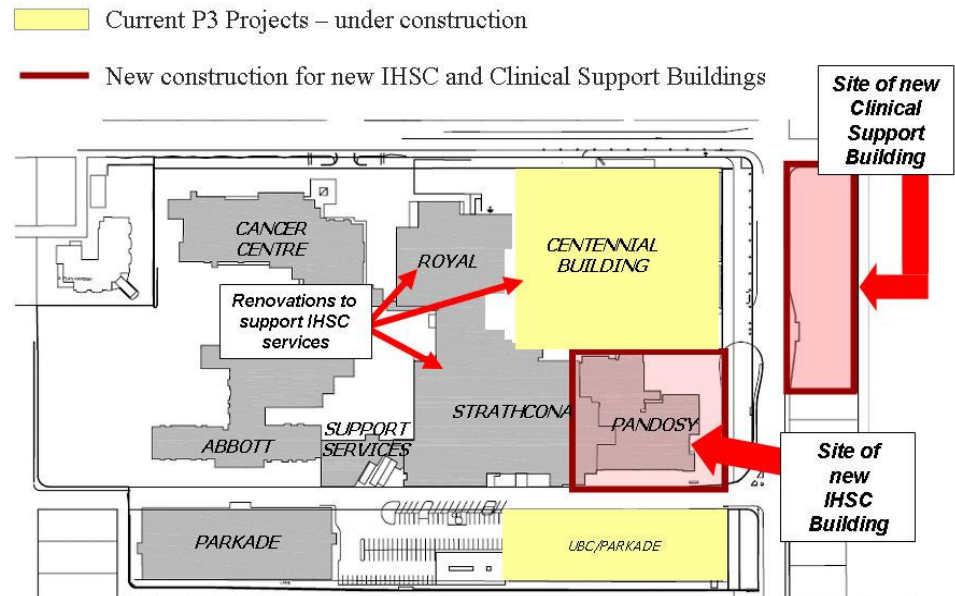 Current P3 Projects – under construction
New construction for new IHSC and Clinical Support Buildings
Site of new
Clinical
Support
Building
CANCER
CENTRE
ROYAL
CENTENNIAL
BUILDING
Renovations to
support IHSC
services
STRATHCONA
PANDOSY
ABBOTT
SUPPORT
SERVICES
Site of
new
IHSC
Building
PARKADE
UBC/PARKADE
LANE